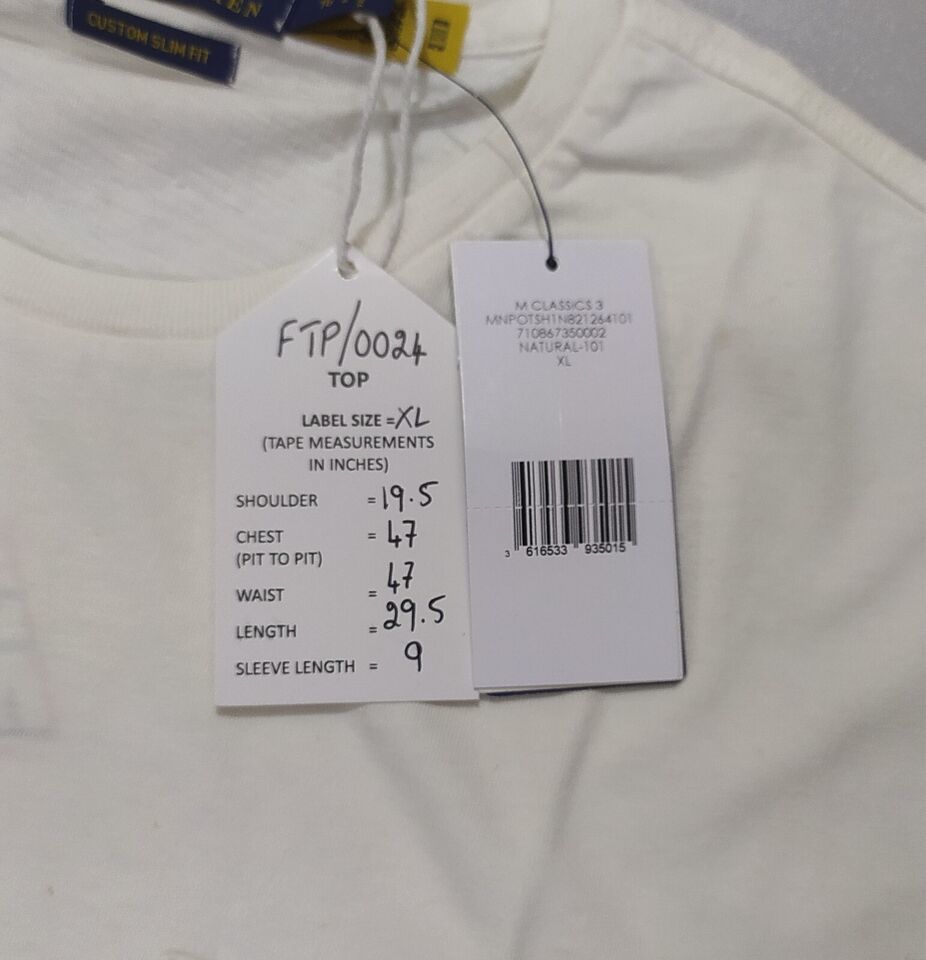 CUSTOM SLIM FIT
FTP/0024
TOP
LABEL SIZE = XL
(TAPE MEASUREMENTS
IN INCHES)
SHOULDER = 19.5
CHEST = 47
(PIT TO PIT)
WAIST = 47
LENGTH = 29.5
SLEEVE LENGTH = 9
M CLASSICS 3
MNPOTSH1N821264101
710867350002
NATURAL-101
XL
3 616533 935015